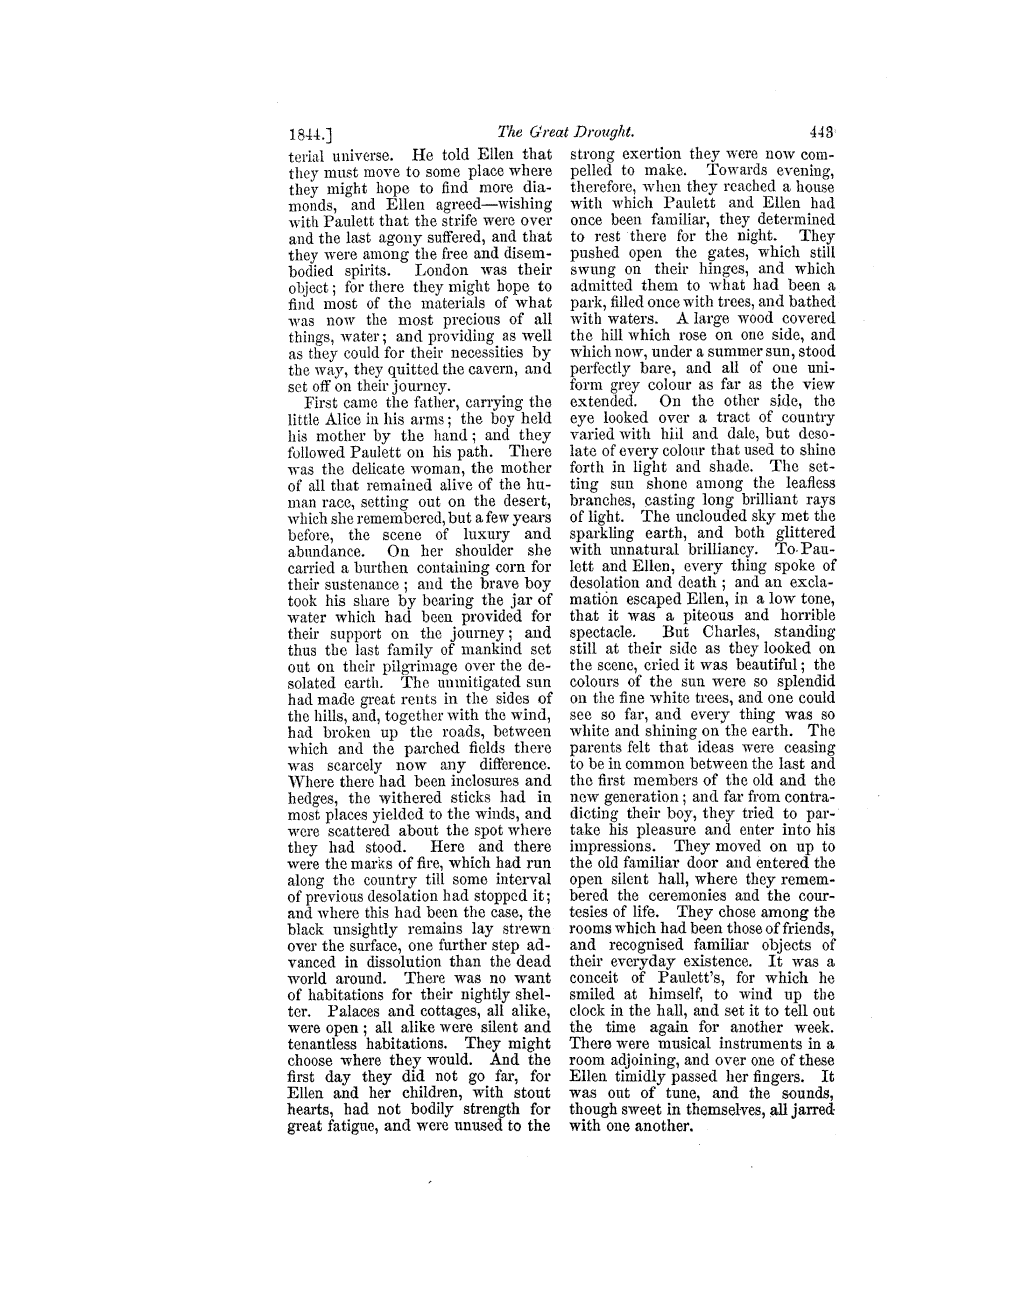 1844.] The Great Drought. 443
terial universe. He told Ellen that
they must move to some place where
they might hope to find more dia-
monds, and Ellen agreed—wishing
with Paulett that the strife were over
and the last agony suffered, and that
they were among the free and disem-
bodied spirits. London was their
object; for there they might hope to
find most of the materials of what
was now the most precious of all
things, water; and providing as well
as they could for their necessities by
the way, they quitted the cavern, and
set off on their journey.
First came the father, carrying the
little Alice in his arms; the boy held
his mother by the hand; and they
followed Paulett on his path. There
was the delicate woman, the mother
of all that remained alive of the hu-
man race, setting out on the desert,
which she remembered, but a few years
before, the scene of luxury and
abundance. On her shoulder she
carried a burthen containing corn for
their sustenance; and the brave boy
took his share by bearing the jar of
water which had been provided for
their support on the journey; and
thus the last family of mankind set
out on their pilgrimage over the de-
solated earth. The unmitigated sun
had made great rents in the sides of
the hills, and, together with the wind,
had broken up the roads, between
which and the parched fields there
was scarcely now any difference.
Where there had been inclosures and
hedges, the withered sticks had in
most places yielded to the winds, and
were scattered about the spot where
they had stood. Here and there
were the marks of fire, which had run
along the country till some interval
of previous desolation had stopped it;
and where this had been the case, the
black unsightly remains lay strewn
over the surface, one further step ad-
vanced in dissolution than the dead
world around. There was no want
of habitations for their nightly shel-
ter. Palaces and cottages, all alike,
were open; all alike were silent and
tenantless habitations. They might
choose where they would. And the
first day they did not go far, for
Ellen and her children, with stout
hearts, had not bodily strength for
great fatigue, and were unused to the
strong exertion they were now com-
pelled to make. Towards evening,
therefore, when they reached a house
with which Paulett and Ellen had
once been familiar, they determined
to rest there for the night. They
pushed open the gates, which still
swung on their hinges, and which
admitted them to what had been a
park, filled once with trees, and bathed
with waters. A large wood covered
the hill which rose on one side, and
which now, under a summer sun, stood
perfectly bare, and all of one uni-
form grey colour as far as the view
extended. On the other side, the
eye looked over a tract of country
varied with hill and dale, but deso-
late of every colour that used to shine
forth in light and shade. The set-
ting sun shone among the leafless
branches, casting long brilliant rays
of light. The unclouded sky met the
sparkling earth, and both glittered
with unnatural brilliancy. To Pau-
lett and Ellen, every thing spoke of
desolation and death; and an excla-
mation escaped Ellen, in a low tone,
that it was a piteous and horrible
spectacle. But Charles, standing
still at their side as they looked on
the scene, cried it was beautiful; the
colours of the sun were so splendid
on the fine white trees, and one could
see so far, and every thing was so
white and shining on the earth. The
parents felt that ideas were ceasing
to be in common between the last and
the first members of the old and the
new generation; and far from contra-
dicting their boy, they tried to par-
take his pleasure and enter into his
impressions. They moved on up to
the old familiar door and entered the
open silent hall, where they remem-
bered the ceremonies and the cour-
tesies of life. They chose among the
rooms which had been those of friends,
and recognised familiar objects of
their everyday existence. It was a
conceit of Paulett's, for which he
smiled at himself, to wind up the
clock in the hall, and set it to tell out
the time again for another week.
There were musical instruments in a
room adjoining, and over one of these
Ellen timidly passed her fingers. It
was out of tune, and the sounds,
though sweet in themselves, all jarred
with one another.